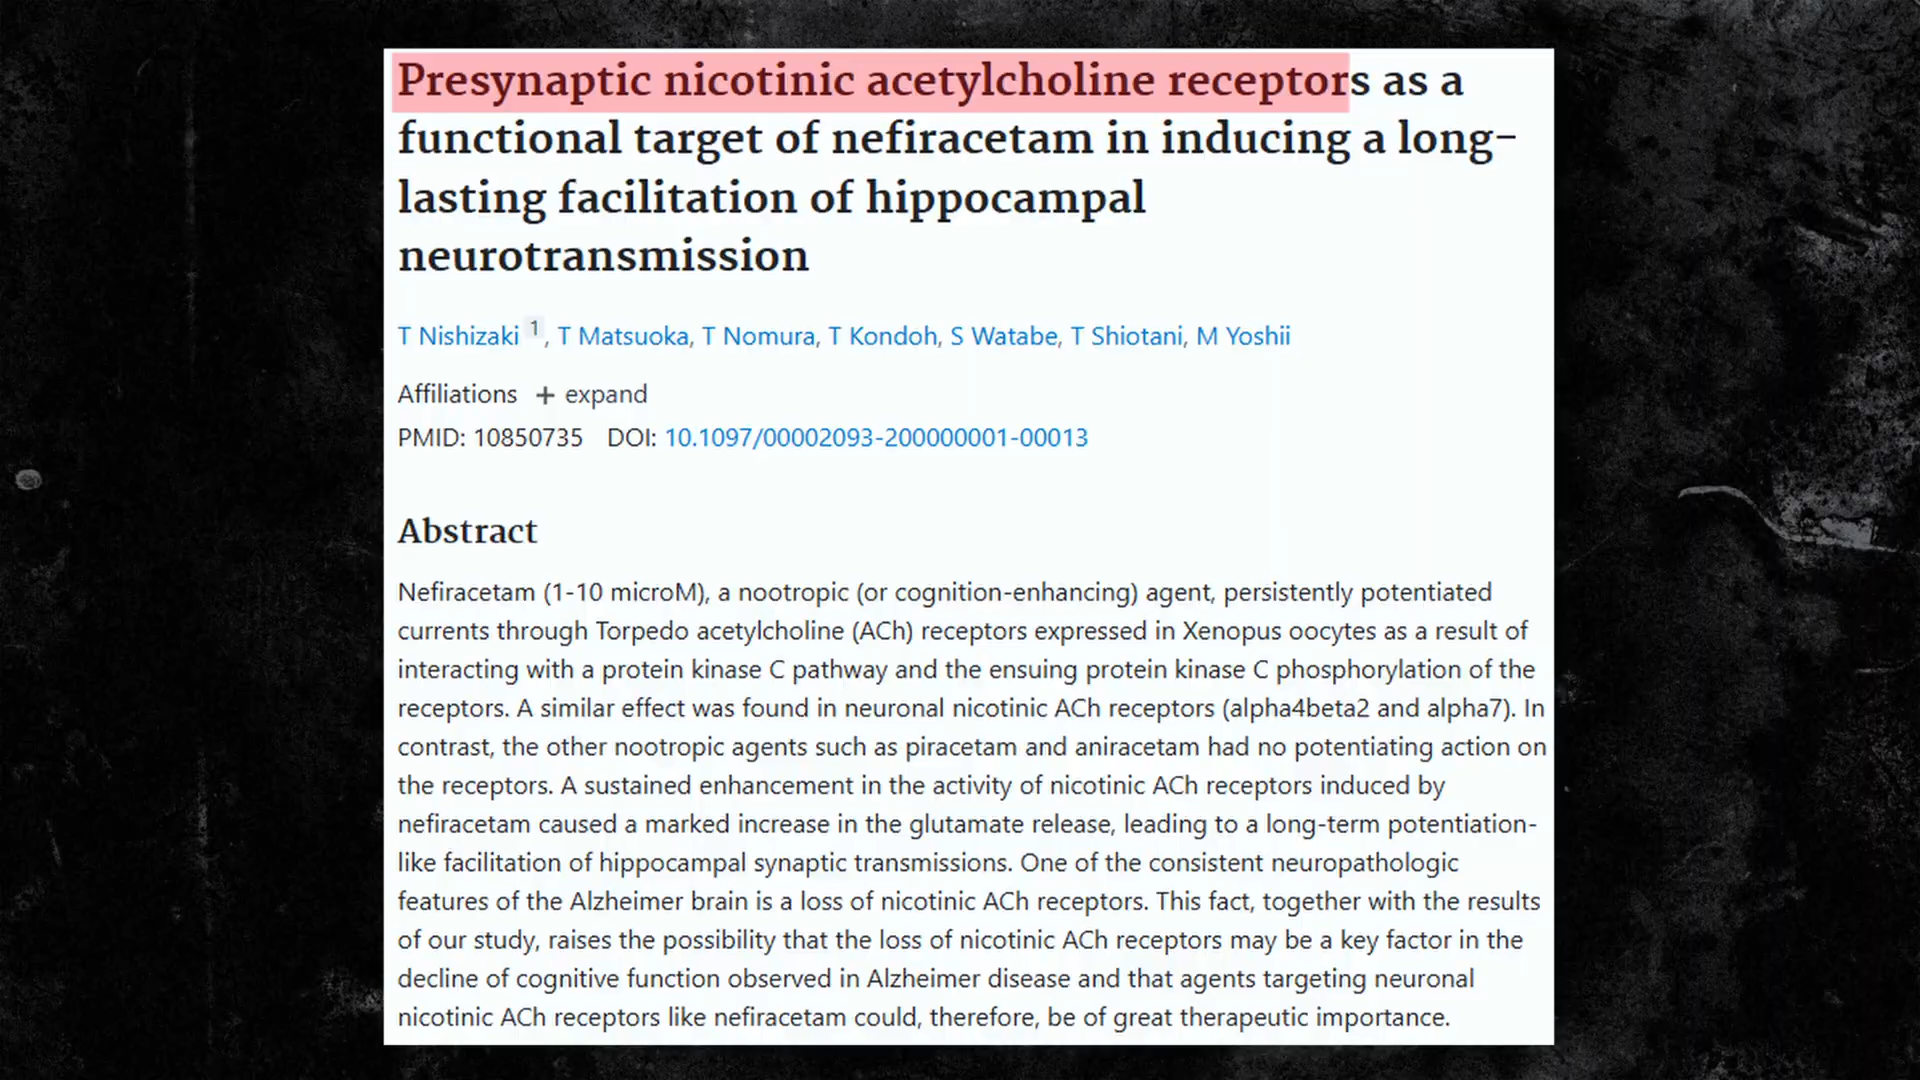 Presynaptic nicotinic acetylcholine receptors as a
functional target of nefiracetam in inducing a long-
lasting facilitation of hippocampal
neurotransmission
T Nishizaki 1, T Matsuoka, T Nomura, T Kondoh, S Watabe, T Shiotani, M Yoshii
Affiliations + expand
PMID: 10850735 DOI: 10.1097/00002093-200000001-00013
Abstract
Nefiracetam (1-10 microM), a nootropic (or cognition-enhancing) agent, persistently potentiated
currents through Torpedo acetylcholine (ACh) receptors expressed in Xenopus oocytes as a result of
interacting with a protein kinase C pathway and the ensuing protein kinase C phosphorylation of the
receptors. A similar effect was found in neuronal nicotinic ACh receptors (alpha4beta2 and alpha7). In
contrast, the other nootropic agents such as piracetam and aniracetam had no potentiating action on
the receptors. A sustained enhancement in the activity of nicotinic ACh receptors induced by
nefiracetam caused a marked increase in the glutamate release, leading to a long-term potentiation-
like facilitation of hippocampal synaptic transmissions. One of the consistent neuropathologic
features of the Alzheimer brain is a loss of nicotinic ACh receptors. This fact, together with the results
of our study, raises the possibility that the loss of nicotinic ACh receptors may be a key factor in the
decline of cognitive function observed in Alzheimer disease and that agents targeting neuronal
nicotinic ACh receptors like nefiracetam could, therefore, be of great therapeutic importance.